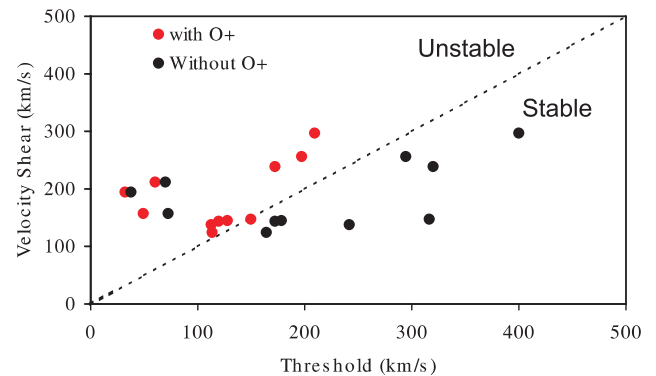 500
400
300
200
100
0
Velocity Shear (km/s)
with O+
Without O+
Unstable
Stable
0 100 200 300 400 500
Threshold (km/s)